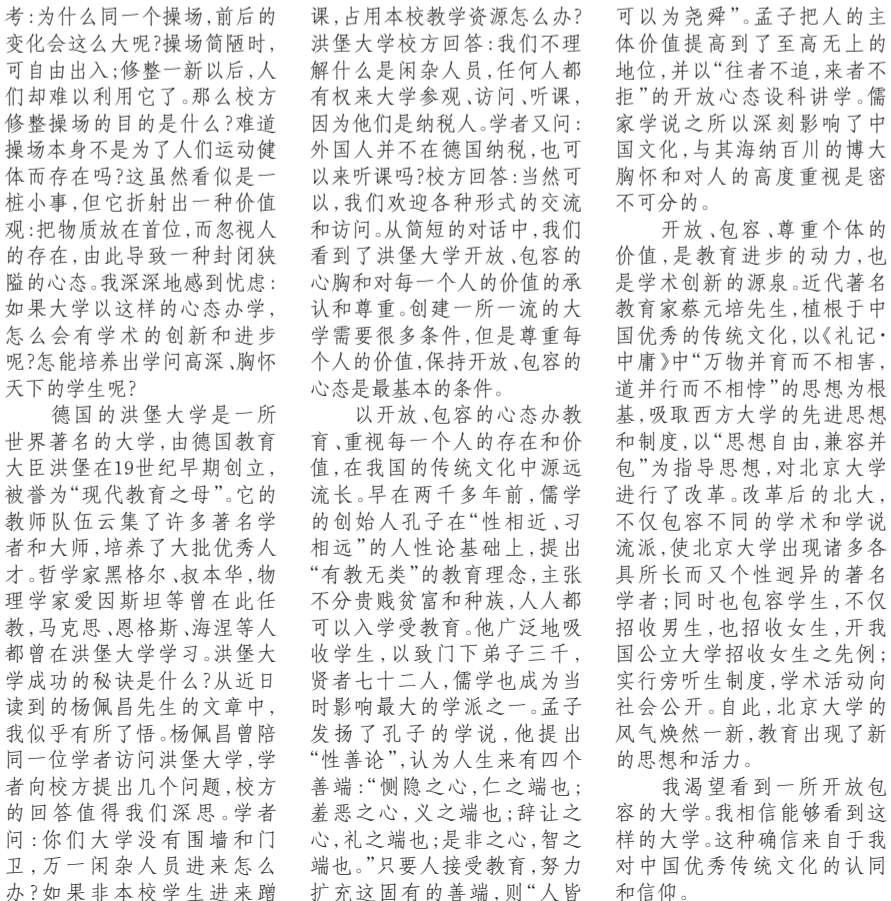 考:为什么同一个操场,前后的
变化会这么大呢?操场简陋时,
可自由出入;修整一新以后,人
们却难以利用它了。那么校方
修整操场的目的是什么?难道
操场本身不是为了人们运动健
体而存在吗?这虽然看似是一
桩小事,但它折射出一种价值
观:把物质放在首位,而忽视人
的存在,由此导致一种封闭狭
隘的心态。我深深地感到忧虑:
如果大学以这样的心态办学,
怎么会有学术的创新和进步
呢?怎能培养出学问高深、胸怀
天下的学生呢?
德国的洪堡大学是一所
世界著名的大学,由德国教育
大臣洪堡在19世纪早期创立,
被誉为“现代教育之母”。它的
教师队伍云集了许多著名学
者和大师,培养了大批优秀人
才。哲学家黑格尔、叔本华,物
理学家爱因斯坦等曾在此任
教,马克思、恩格斯、海涅等人
都曾在洪堡大学学习。洪堡大
学成功的秘诀是什么?从近日
读到的杨佩昌先生的文章中,
我似乎有所了悟。杨佩昌曾陪
同一位学者访问洪堡大学,学
者向校方提出几个问题,校方
的回答值得我们深思。学者
问:你们大学没有围墙和门
卫,万一闲杂人员进来怎么
办?如果非本校学生进来蹭
课,占用本校教学资源怎么办?
洪堡大学校方回答:我们不理
解什么是闲杂人员,任何人都
有权来大学参观、访问、听课,
因为他们是纳税人。学者又问:
外国人并不在德国纳税,也可
以来听课吗?校方回答:当然可
以,我们欢迎各种形式的交流
和访问。从简短的对话中,我们
看到了洪堡大学开放、包容的
心胸和对每一个人的价值的承
认和尊重。创建一所一流的大
学需要很多条件,但是尊重每
个人的价值,保持开放、包容的
心态是最基本的条件。
以开放、包容的心态办教
育、重视每一个人的存在和价
值,在我国的传统文化中源远
流长。早在两千多年前,儒学
的创始人孔子在“性相近、习
相远”的人性论基础上,提出
“有教无类”的教育理念,主张
不分贵贱贫富和种族,人人都
可以入学受教育。他广泛地吸
收学生,以致门下弟子三千,
贤者七十二人,儒学也成为当
时影响最大的学派之一。孟子
发扬了孔子的学说,他提出
“性善论”,认为人生来有四个
善端:“恻隐之心,仁之端也;
羞恶之心,义之端也;辞让之
心,礼之端也;是非之心,智之
端也。”只要人接受教育,努力
扩充这固有的善端,则“人皆
可以为尧舜”。孟子把人的主
体价值提高到了至高无上的
地位,并以“往者不追,来者不
拒”的开放心态设科讲学。儒
家学说之所以深刻影响了中
国文化,与其海纳百川的博大
胸怀和对人的高度重视是密
不可分的。
开放、包容、尊重个体的
价值,是教育进步的动力,也
是学术创新的源泉。近代著名
教育家蔡元培先生,植根于中
国优秀的传统文化,以《礼记·
中庸》中“万物并育而不相害,
道并行而不相悖”的思想为根
基,吸取西方大学的先进思想
和制度,以“思想自由,兼容并
包”为指导思想,对北京大学
进行了改革。改革后的北大,
不仅包容不同的学术和学说
流派,使北京大学出现诸多各
具所长而又个性迥异的著名
学者;同时也包容学生,不仅
招收男生,也招收女生,开我
国公立大学招收女生之先例;
实行旁听生制度,学术活动向
社会公开。自此,北京大学的
风气焕然一新,教育出现了新
的思想和活力。
我渴望看到一所开放包
容的大学。我相信能够看到这
样的大学。这种确信来自于我
对中国优秀传统文化的认同
和信仰。